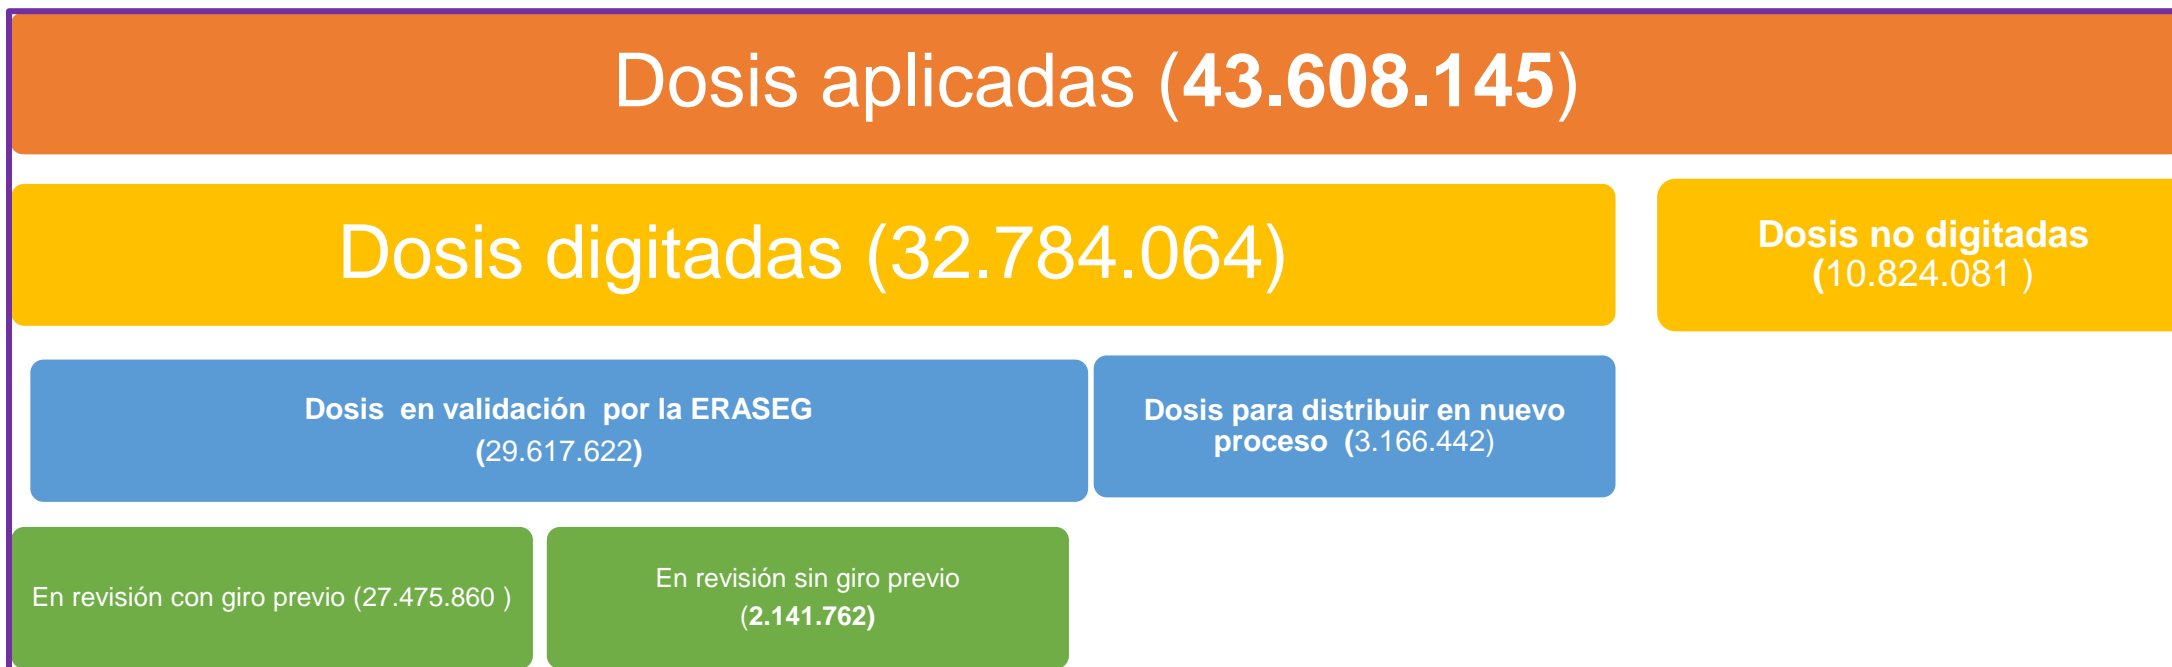 Dosis aplicadas (43.608.145)
Dosis digitadas (32.784.064)
Dosis no digitadas
(10.824.081 )
Dosis en validación por la ERASEG
(29.617.622)
Dosis para distribuir en nuevo
proceso (3.166.442)
En revisión con giro previo (27.475.860 )
En revisión sin giro previo
(2.141.762)